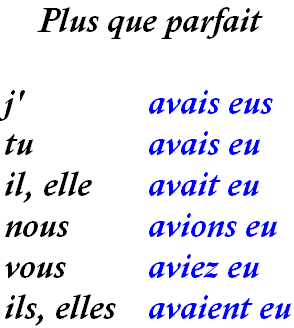 Plus que parfait
j' avais eus
tu avais eu
il, elle avait eu
nous avions eu
vous aviez eu
ils, elles avaient eu